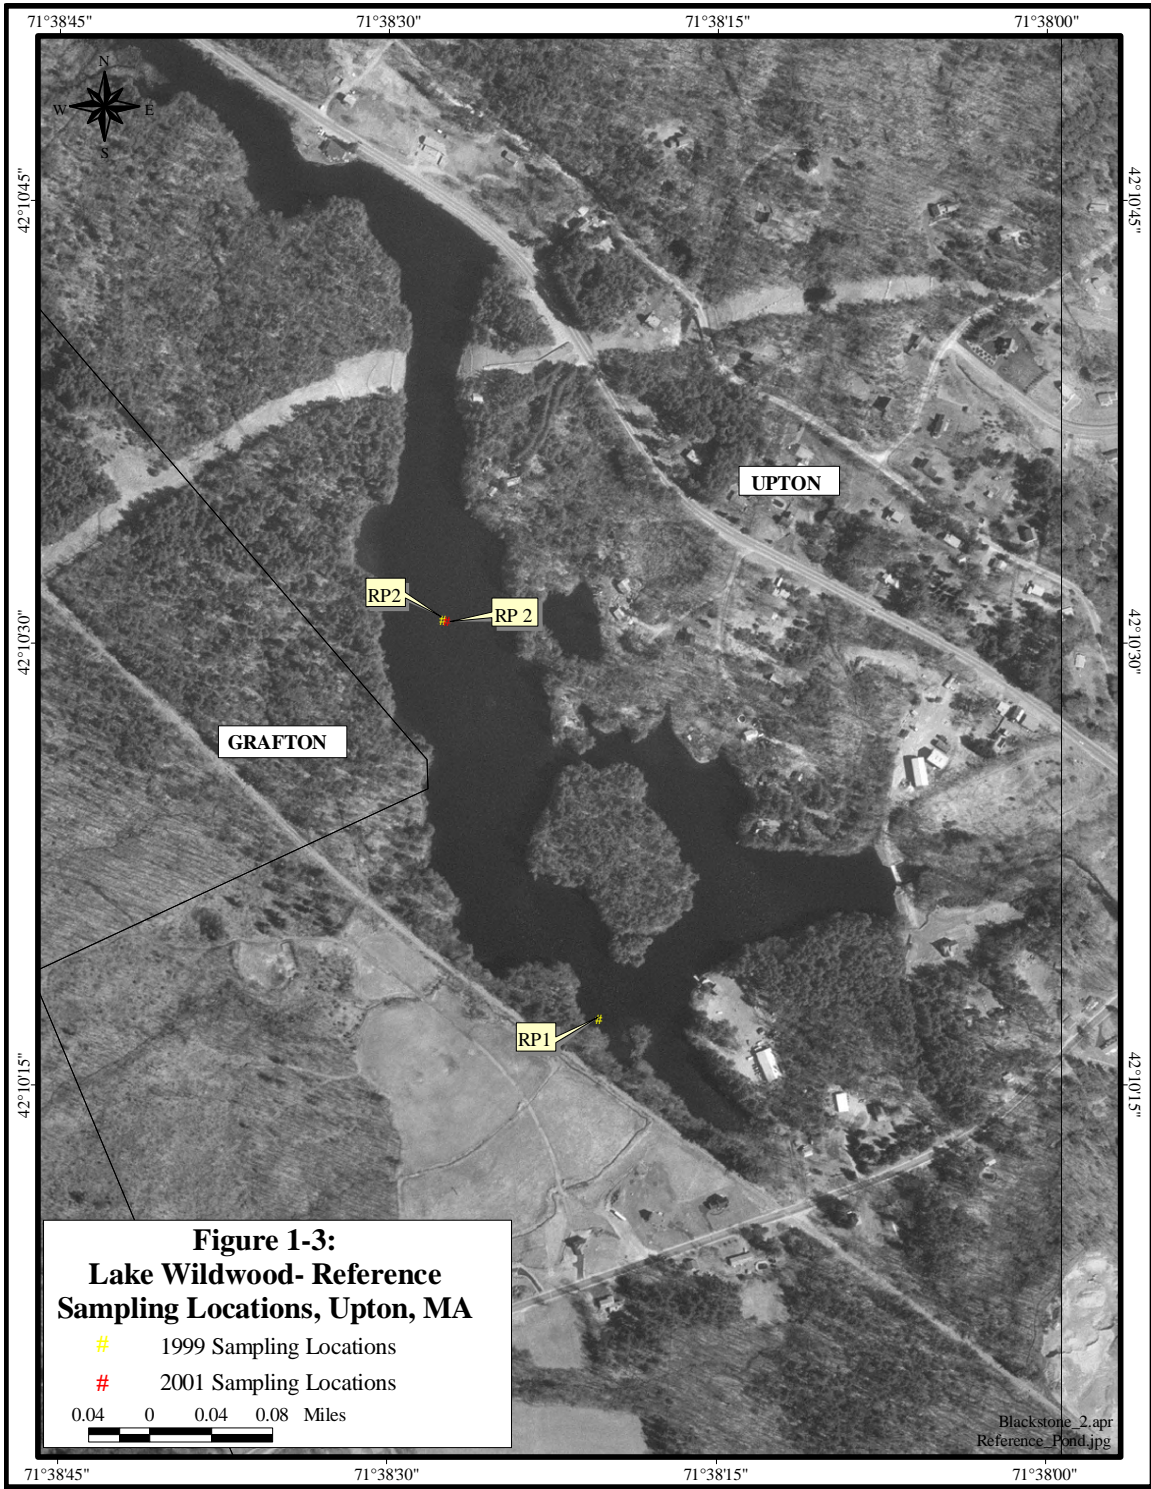 71°38'45" 71°38'30" 71°38'15" 71°38'00"
N
W E
S
42°10'45" 42°10'45"
UPTON
RP2
RP 2
42°10'30" 42°10'30"
GRAFTON
RP1
42°10'15" 42°10'15"
Figure 1-3:
Lake Wildwood- Reference
Sampling Locations, Upton, MA
# 1999 Sampling Locations
# 2001 Sampling Locations
0.04 0 0.04 0.08 Miles
Blackstone_2.apr
Reference_Pond.jpg
71°38'45" 71°38'30" 71°38'15" 71°38'00"